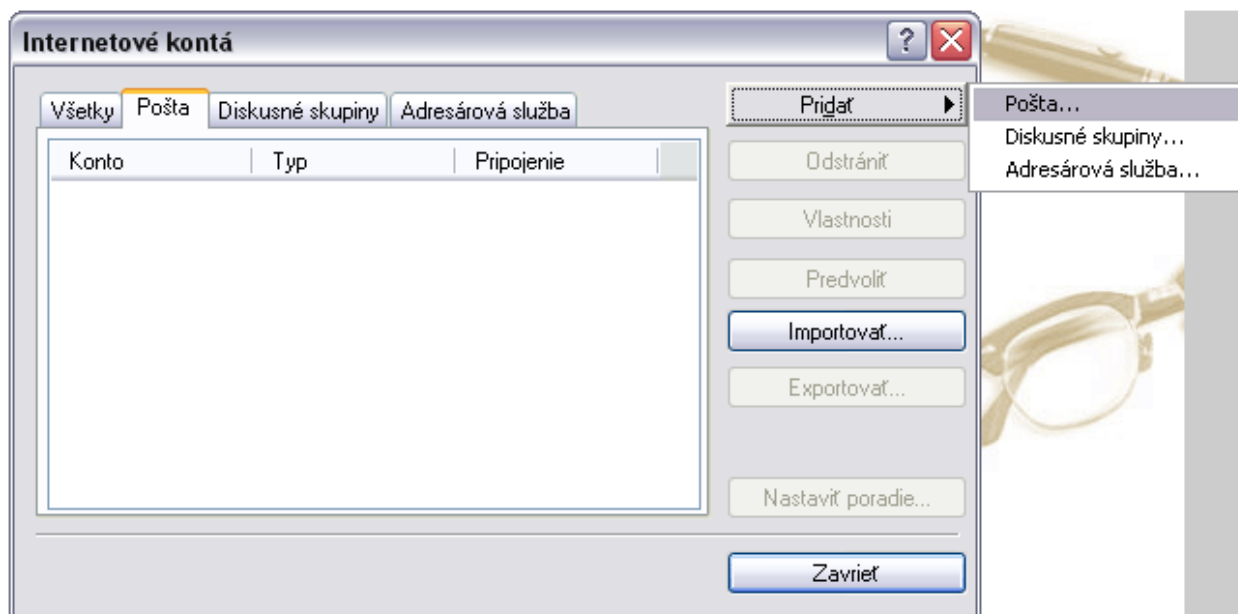 Internetové kontá
Všetky Pošta Diskusné skupiny Adresárová služba
Konto Typ Pripojenie
Pridať
Odstrániť
Vlastnosti
Predvoliť
Importovať...
Exportovať...
Nastaviť poradie...
Zavrieť
Pošta...
Diskusné skupiny...
Adresárová služba...